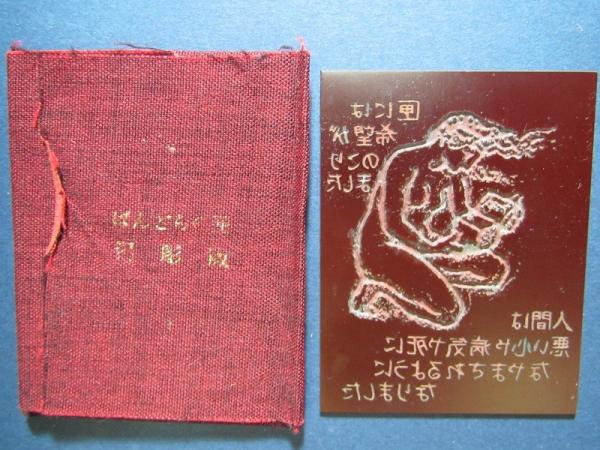 ぱんどらの匣
彫
匣には
希望が
のこり
ました
人間は
悪い心や病気や死に
なやまされるように
なりました